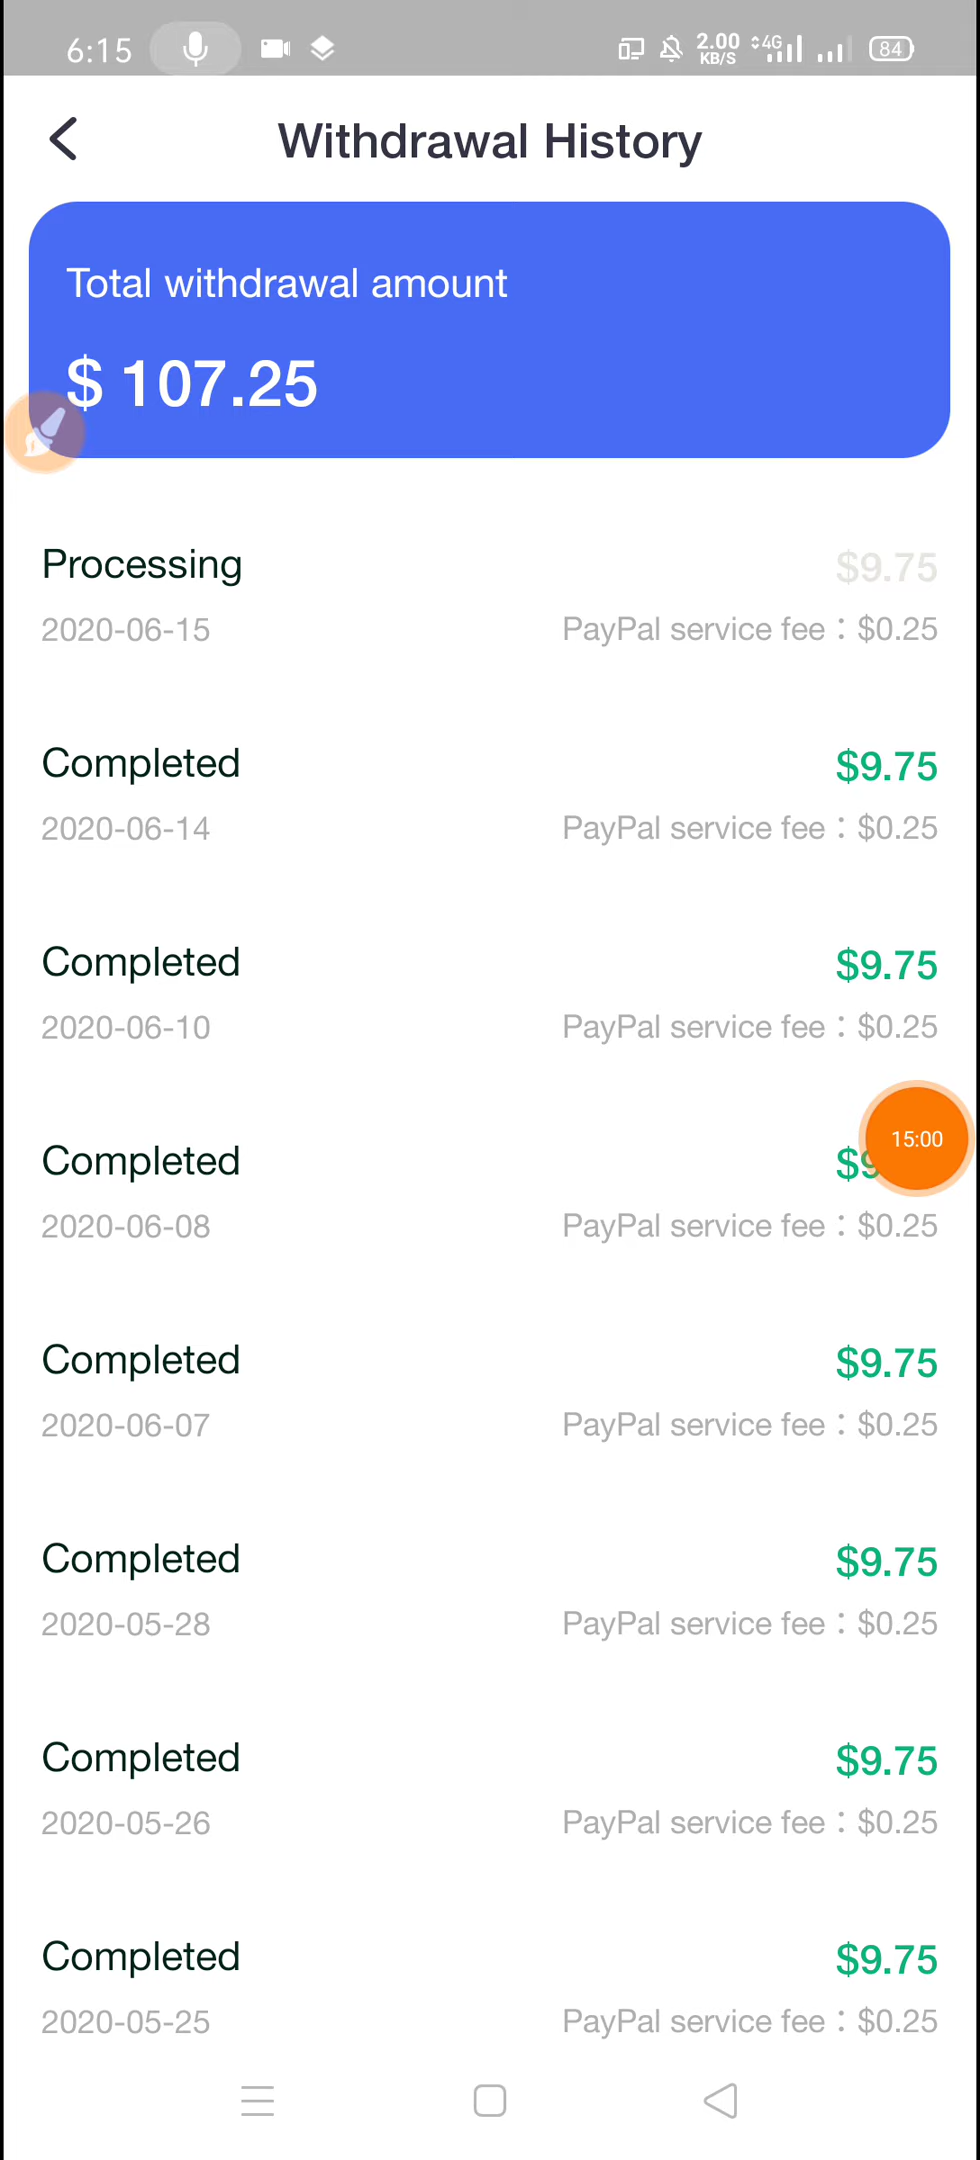 6:15 2.00 KB/S 4G 84
Withdrawal History
Total withdrawal amount
$ 107.25
Processing $9.75
2020-06-15 PayPal service fee：$0.25
Completed $9.75
2020-06-14 PayPal service fee：$0.25
Completed $9.75
2020-06-10 PayPal service fee：$0.25
15:00
Completed $9
2020-06-08 PayPal service fee：$0.25
Completed $9.75
2020-06-07 PayPal service fee：$0.25
Completed $9.75
2020-05-28 PayPal service fee：$0.25
Completed $9.75
2020-05-26 PayPal service fee：$0.25
Completed $9.75
2020-05-25 PayPal service fee：$0.25